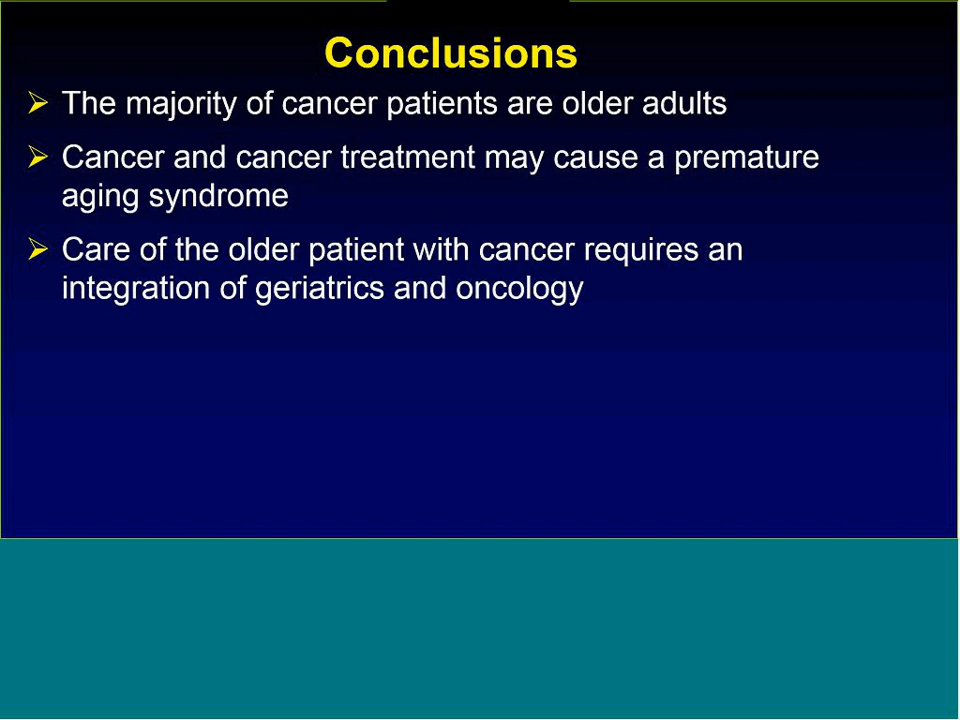 Conclusions
➢ The majority of cancer patients are older adults
➢ Cancer and cancer treatment may cause a premature
aging syndrome
➢ Care of the older patient with cancer requires an
integration of geriatrics and oncology